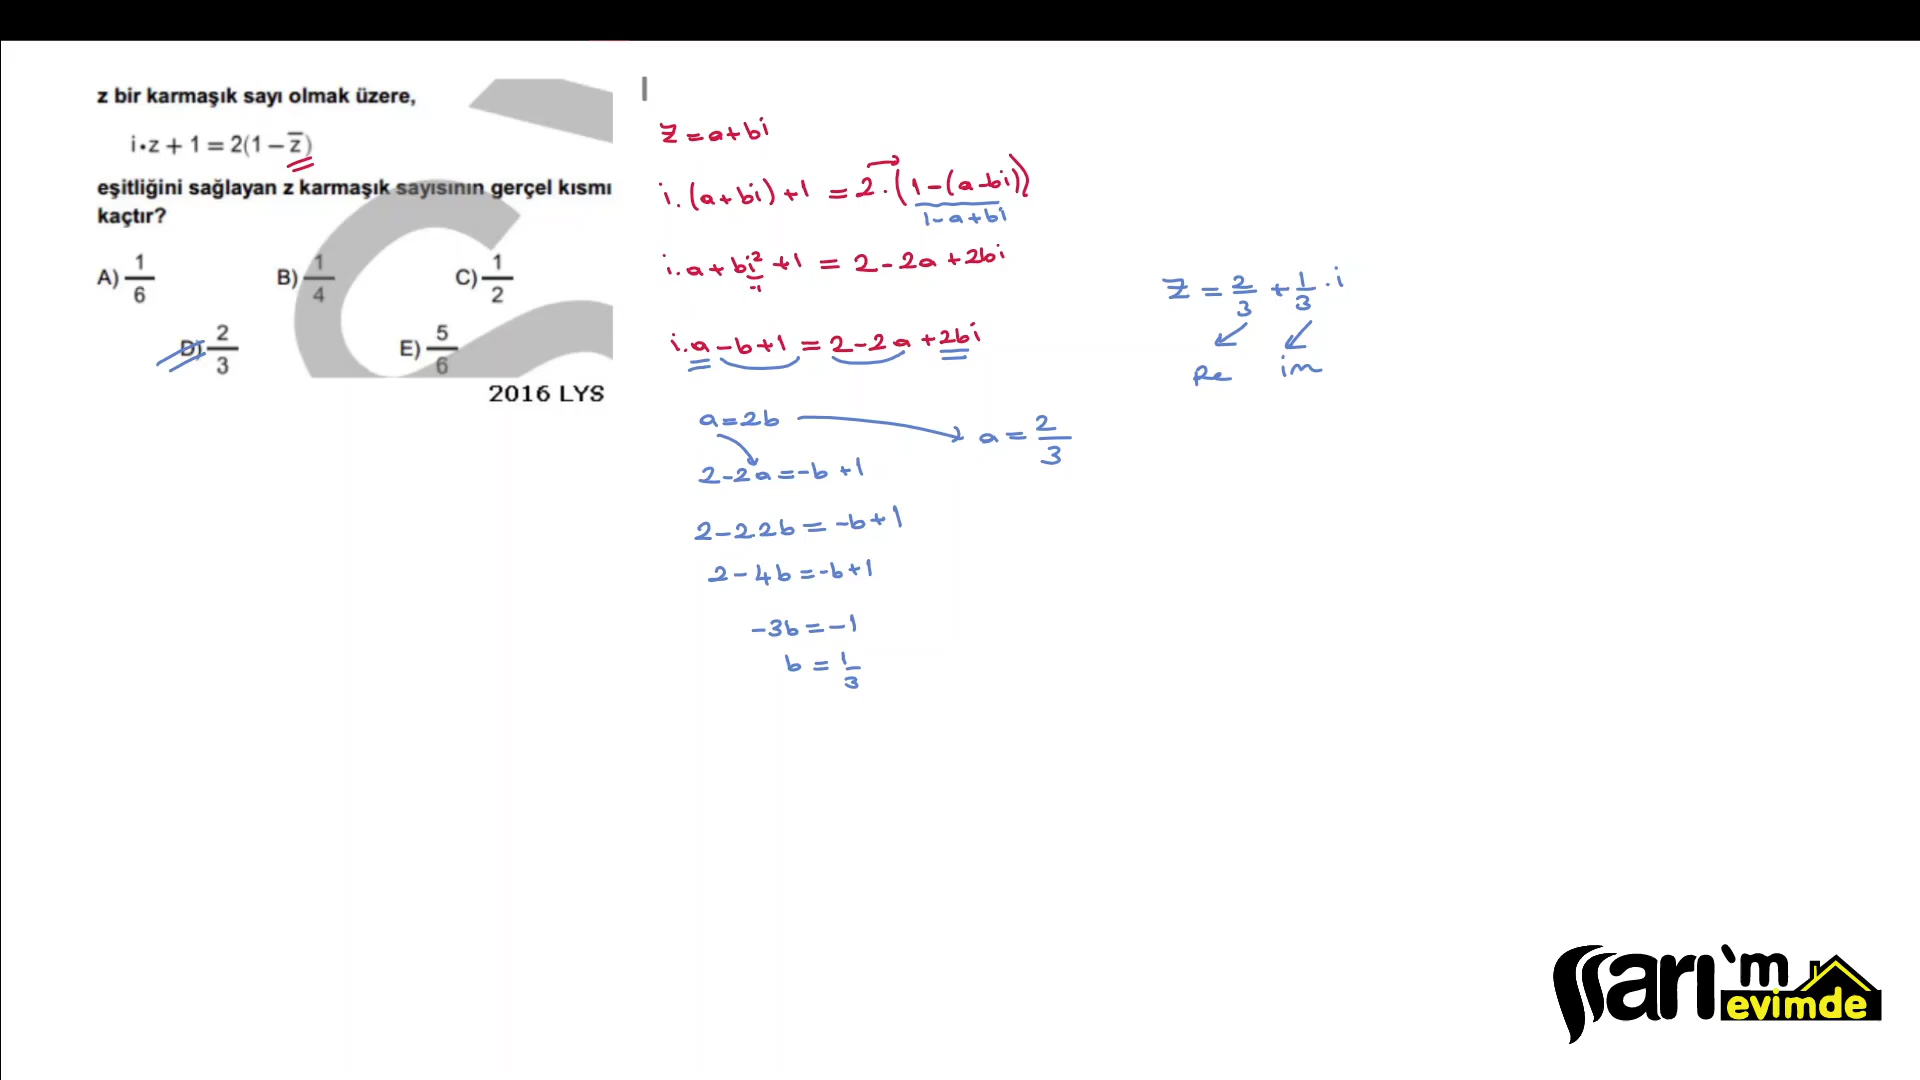 z bir karmaşık sayı olmak üzere,
i·z + 1 = 2(1 – z̅)
eşitliğini sağlayan z karmaşık sayısının gerçel kısmı
kaçtır?
A) 1/6 B) 1/4 C) 1/2
D) 2/3 E) 5/6
2016 LYS
z = a+bi
i.(a+bi)+1 = 2.(1-(a-bi))
1-a+bi
i.a+bi²+1 = 2-2a+2bi
-1
i.a-b+1 = 2-2a+2bi
a=2b
a = 2/3
2-2a=-b+1
2-2.2b=-b+1
2-4b=-b+1
-3b=-1
b = 1/3
z = 2/3 + 1/3 . i
Re im
Sarı'm
evimde